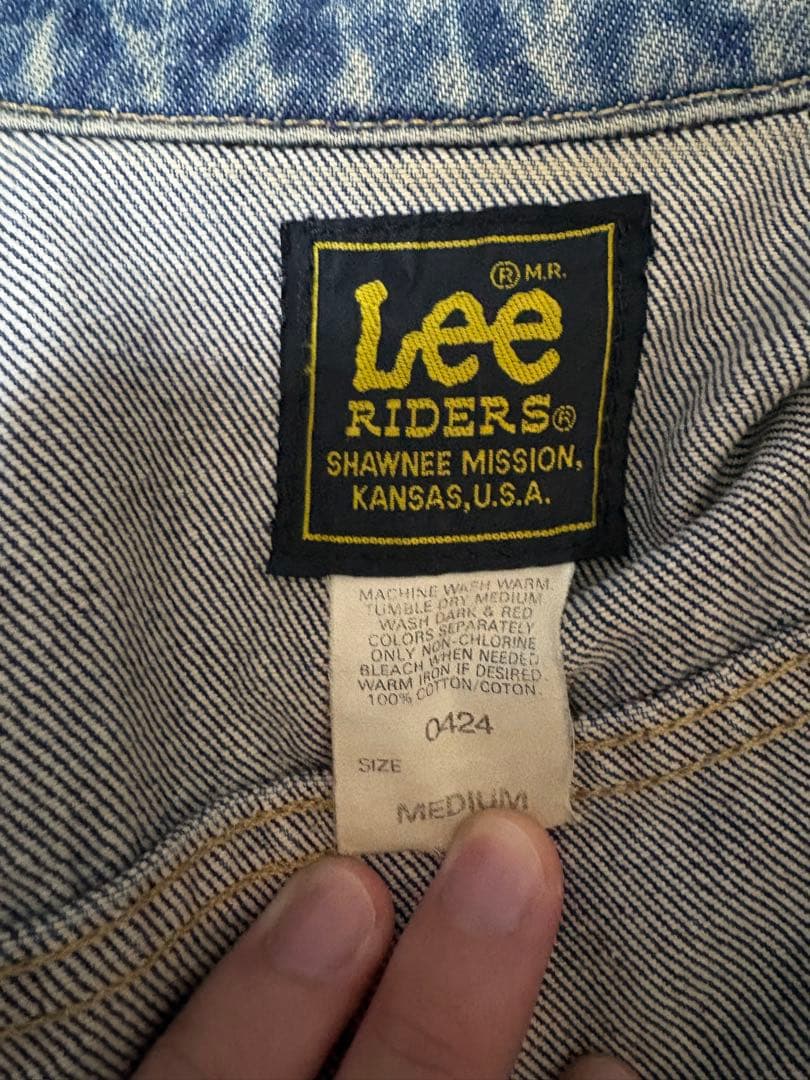 ® M.R.
Lee
RIDERS®
SHAWNEE MISSION,
KANSAS, U.S.A.
MACHINE WASH WARM.
TUMBLE DRY MEDIUM
WASH DARK & RED
COLORS SEPARATELY
ONLY NON-CHLORINE
BLEACH WHEN NEEDED
WARM IRON IF DESIRED
100% COTTON/COTON
0424
SIZE
MEDIUM